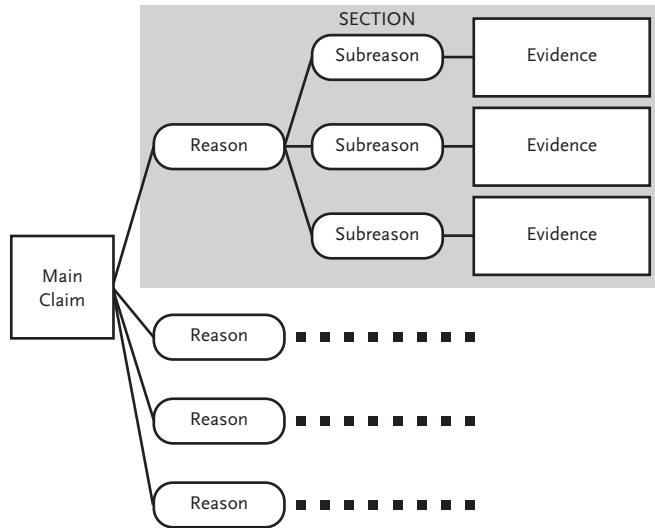 SECTION
Subreason
Evidence
Reason
Subreason
Evidence
Subreason
Evidence
Main
Claim
Reason
Reason
Reason